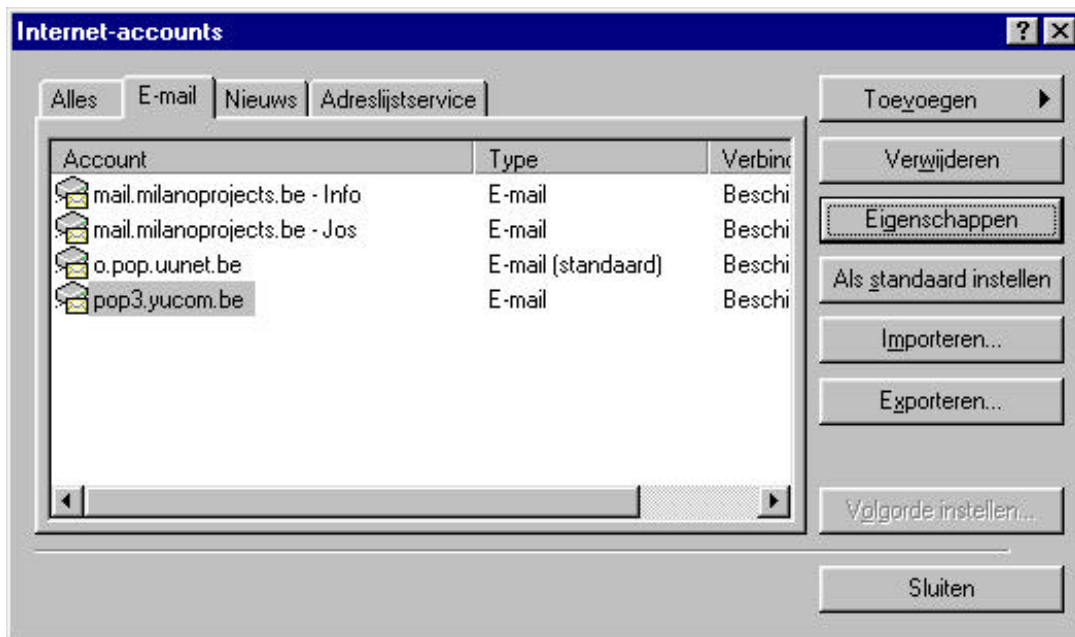 Internet-accounts
Alles E-mail Nieuws Adreslijstservice
Account Type Verbind
mail.milanoprojects.be - Info E-mail Beschi
mail.milanoprojects.be - Jos E-mail Beschi
o.pop.uunet.be E-mail (standaard) Beschi
pop3.yucom.be E-mail Beschi
Toevoegen
Verwijderen
Eigenschappen
Als standaard instellen
Importeren...
Exporteren...
Volgorde instellen...
Sluiten